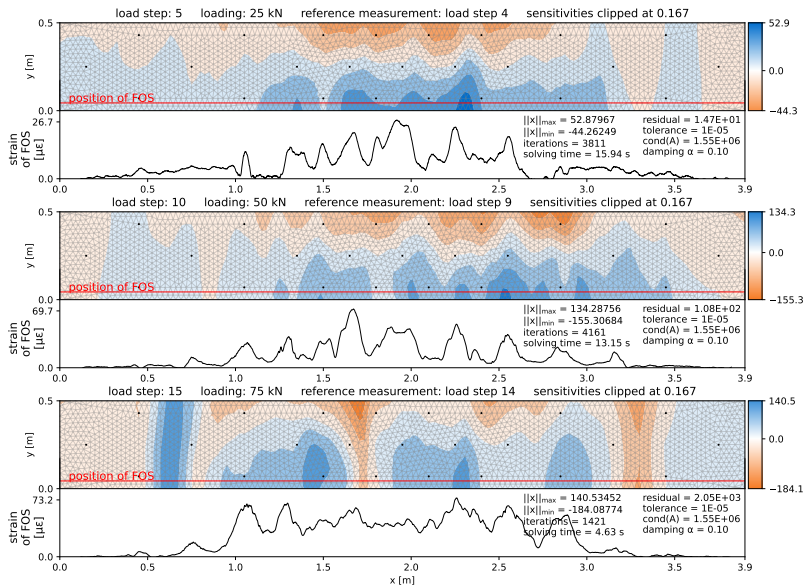 load step: 5 loading: 25 kN reference measurement: load step 4 sensitivities clipped at 0.167
0.5
y [m]
0.0
position of FOS
52.9
0.0
−44.3
26.7
strain
of FOS
[με]
0.0
||x||max = 52.87967
||x||min = -44.26249
iterations = 3811
solving time = 15.94 s
residual = 1.47E+01
tolerance = 1E-05
cond(A) = 1.55E+06
damping α = 0.10
0.0 0.5 1.0 1.5 2.0 2.5 3.0 3.9
load step: 10 loading: 50 kN reference measurement: load step 9 sensitivities clipped at 0.167
0.5
y [m]
0.0
position of FOS
134.3
0.0
−155.3
69.7
strain
of FOS
[με]
0.0
||x||max = 134.28756
||x||min = -155.30684
iterations = 4161
solving time = 13.15 s
residual = 1.08E+02
tolerance = 1E-05
cond(A) = 1.55E+06
damping α = 0.10
0.0 0.5 1.0 1.5 2.0 2.5 3.0 3.9
load step: 15 loading: 75 kN reference measurement: load step 14 sensitivities clipped at 0.167
0.5
y [m]
0.0
position of FOS
140.5
0.0
−184.1
73.2
strain
of FOS
[με]
0.0
||x||max = 140.53452
||x||min = -184.08774
iterations = 1421
solving time = 4.63 s
residual = 2.05E+03
tolerance = 1E-05
cond(A) = 1.55E+06
damping α = 0.10
0.0 0.5 1.0 1.5 2.0 2.5 3.0 3.9
x [m]